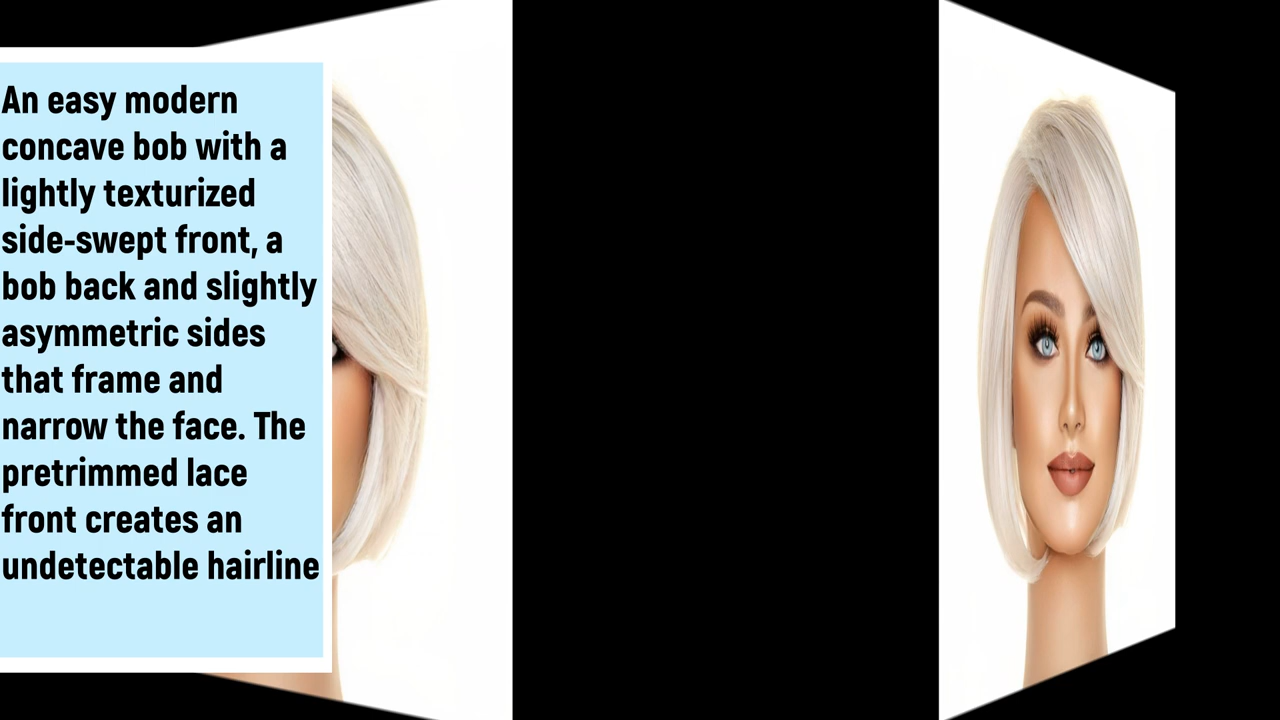 An easy modern
concave bob with a
lightly texturized
side-swept front, a
bob back and slightly
asymmetric sides
that frame and
narrow the face. The
pretrimmed lace
front creates an
undetectable hairline